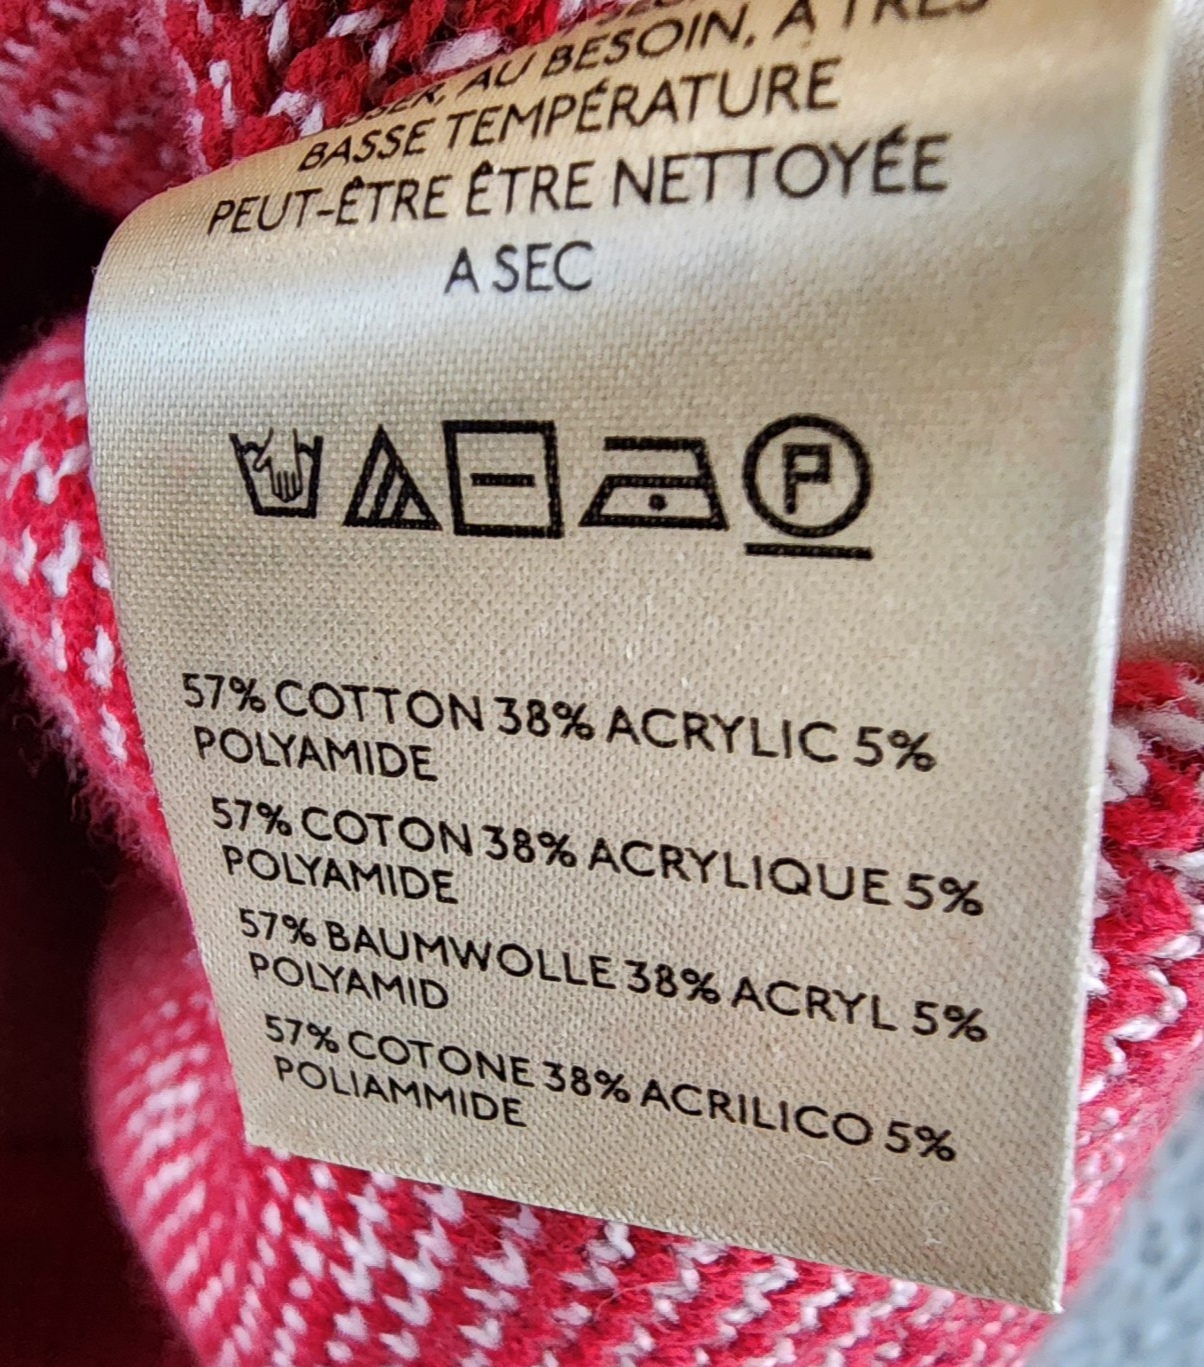 AU BESOIN, A TRES
BASSE TEMPÉRATURE
PEUT-ÊTRE ÊTRE NETTOYÉE
A SEC
P
57% COTTON 38% ACRYLIC 5%
POLYAMIDE
57% COTON 38% ACRYLIQUE 5%
POLYAMIDE
57% BAUMWOLLE 38% ACRYL 5%
POLYAMID
57% COTONE 38% ACRILICO 5%
POLIAMMIDE